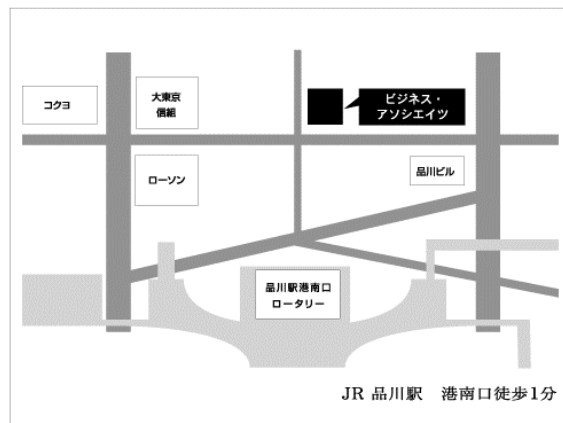 コクヨ
大東京
信組
ビジネス・
アソシエイツ
ローソン
品川ビル
品川駅港南口
ロータリー
JR 品川駅　港南口徒歩1分